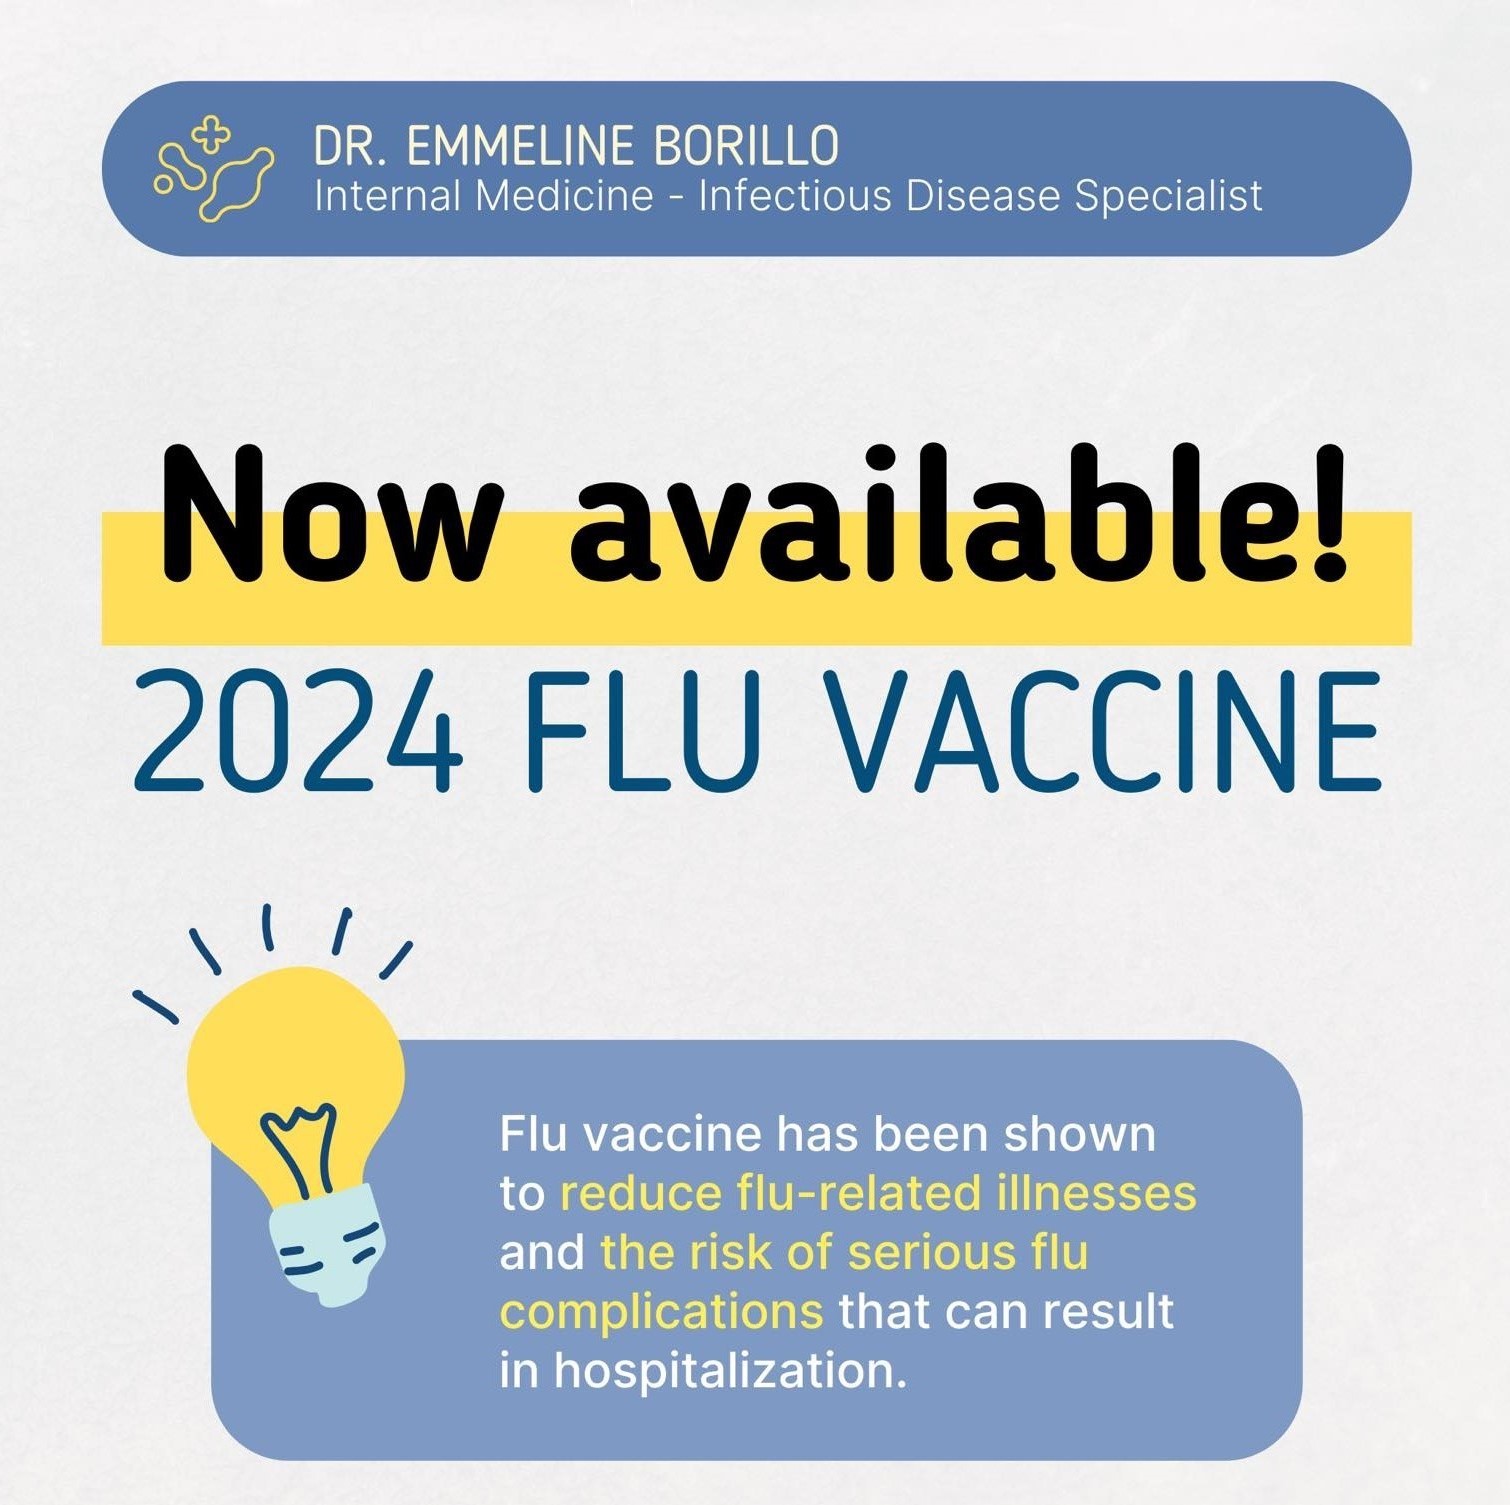 DR. EMMELINE BORILLO
Internal Medicine - Infectious Disease Specialist
Now available!
2024 FLU VACCINE
Flu vaccine has been shown
to reduce flu-related illnesses
and the risk of serious flu
complications that can result
in hospitalization.